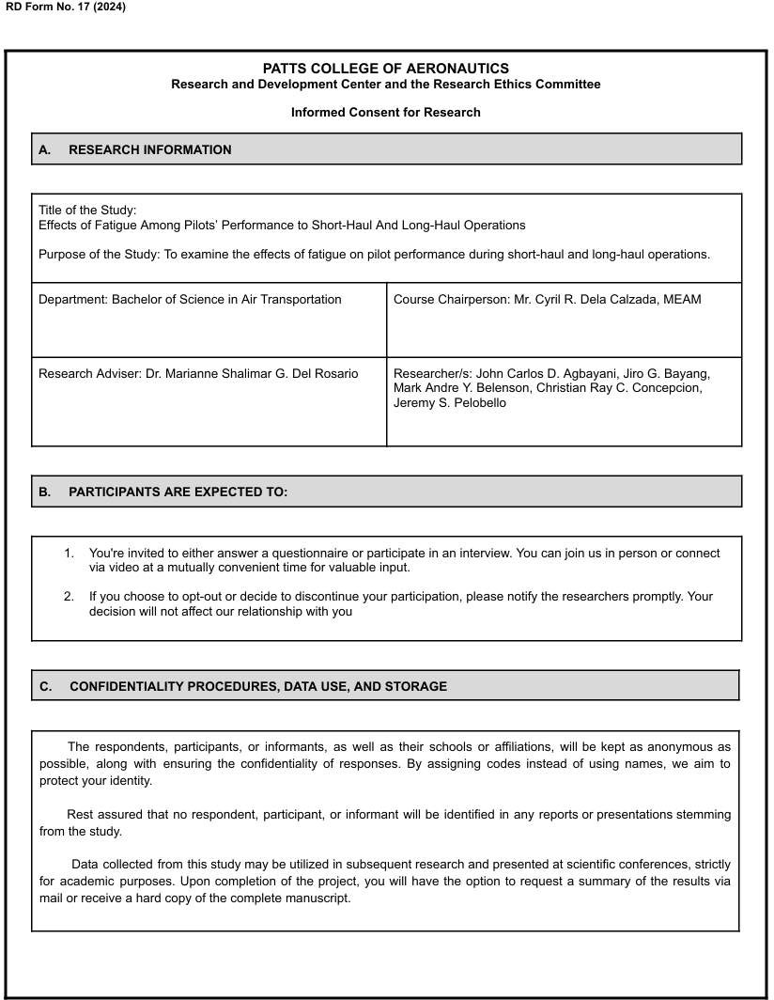 RD Form No. 17 (2024)
PATTS COLLEGE OF AERONAUTICS
Research and Development Center and the Research Ethics Committee
Informed Consent for Research
A. RESEARCH INFORMATION
Title of the Study:
Effects of Fatigue Among Pilots’ Performance to Short-Haul And Long-Haul Operations
Purpose of the Study: To examine the effects of fatigue on pilot performance during short-haul and long-haul operations.
Department: Bachelor of Science in Air Transportation
Course Chairperson: Mr. Cyril R. Dela Calzada, MEAM
Research Adviser: Dr. Marianne Shalimar G. Del Rosario
Researcher/s: John Carlos D. Agbayani, Jiro G. Bayang,
Mark Andre Y. Belenson, Christian Ray C. Concepcion,
Jeremy S. Pelobello
B. PARTICIPANTS ARE EXPECTED TO:
1. You're invited to either answer a questionnaire or participate in an interview. You can join us in person or connect
via video at a mutually convenient time for valuable input.
2. If you choose to opt-out or decide to discontinue your participation, please notify the researchers promptly. Your
decision will not affect our relationship with you
C. CONFIDENTIALITY PROCEDURES, DATA USE, AND STORAGE
The respondents, participants, or informants, as well as their schools or affiliations, will be kept as anonymous as
possible, along with ensuring the confidentiality of responses. By assigning codes instead of using names, we aim to
protect your identity.
Rest assured that no respondent, participant, or informant will be identified in any reports or presentations stemming
from the study.
Data collected from this study may be utilized in subsequent research and presented at scientific conferences, strictly
for academic purposes. Upon completion of the project, you will have the option to request a summary of the results via
mail or receive a hard copy of the complete manuscript.